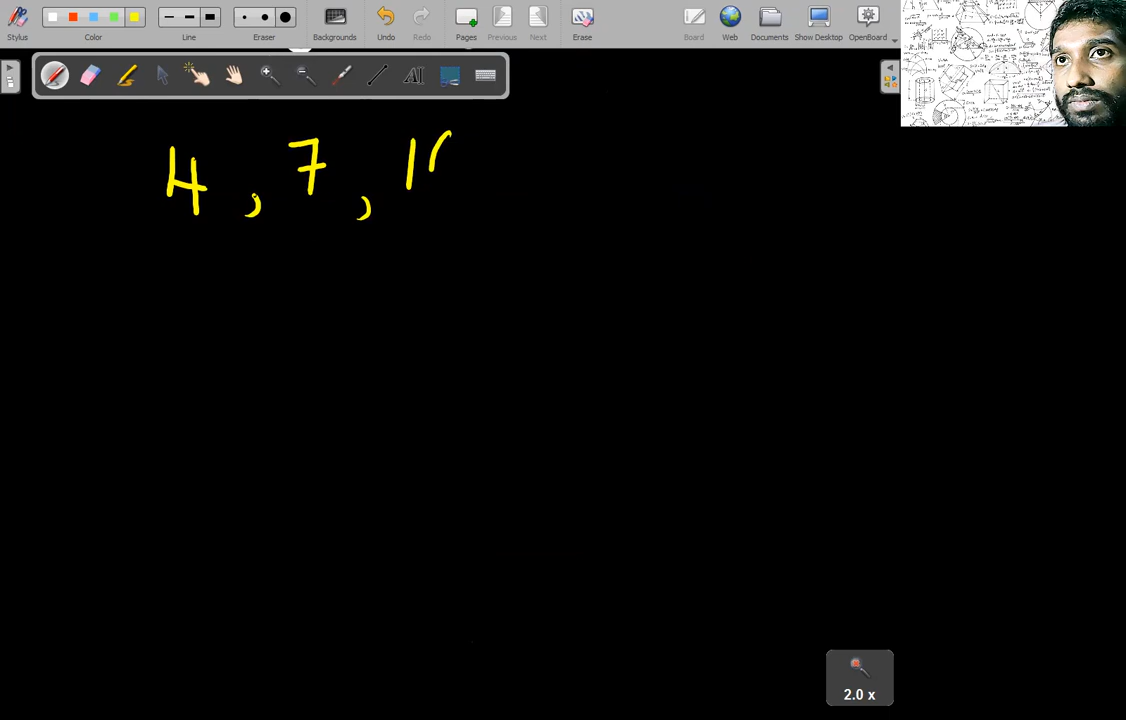 Stylus Color Line Eraser Backgrounds Undo Redo Pages Previous Next Erase Board Web Documents Show Desktop OpenBoard
4 , 7 , 1
2.0 x